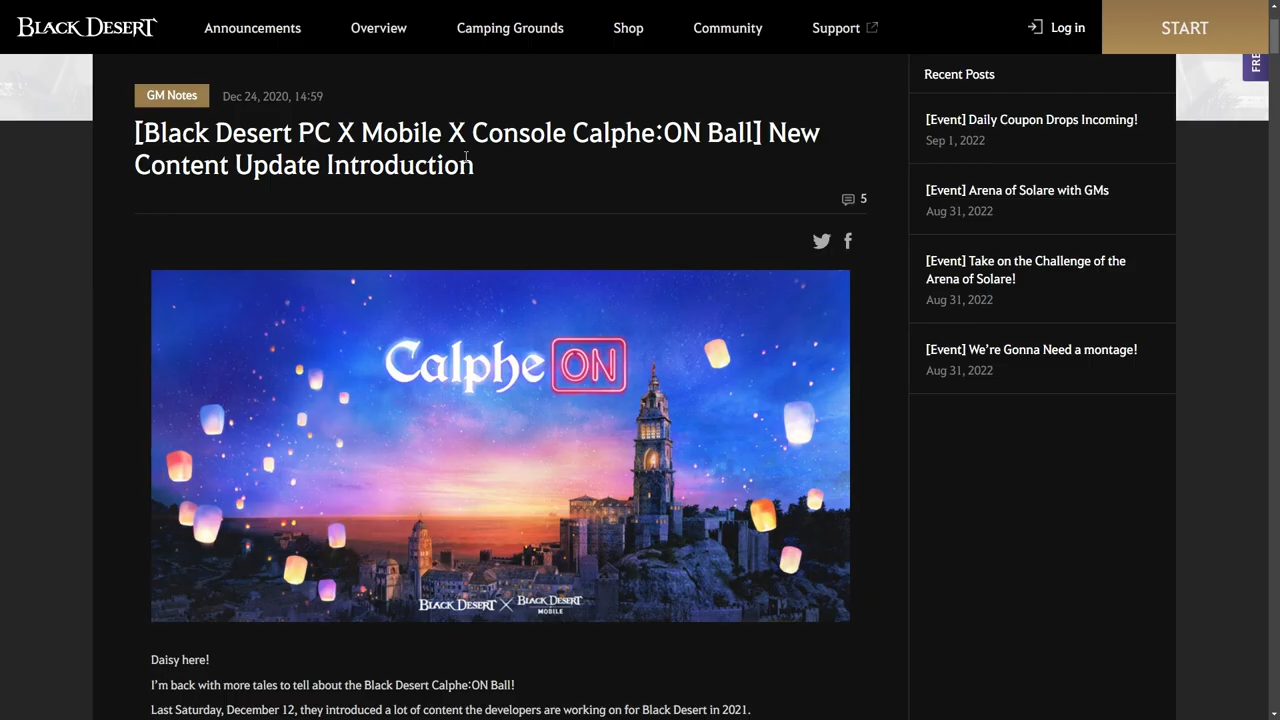 BLACK DESERT
Announcements
Overview
Camping Grounds
Shop
Community
Support
Log in
START
FRE
GM Notes
Dec 24, 2020, 14:59
[Black Desert PC X Mobile X Console Calphe:ON Ball] New
Content Update Introduction
5
Calphe ON
BLACK DESERT X BLACK DESERT
MOBILE
Daisy here!
I’m back with more tales to tell about the Black Desert Calphe:ON Ball!
Last Saturday, December 12, they introduced a lot of content the developers are working on for Black Desert in 2021.
Recent Posts
[Event] Daily Coupon Drops Incoming!
Sep 1, 2022
[Event] Arena of Solare with GMs
Aug 31, 2022
[Event] Take on the Challenge of the
Arena of Solare!
Aug 31, 2022
[Event] We’re Gonna Need a montage!
Aug 31, 2022